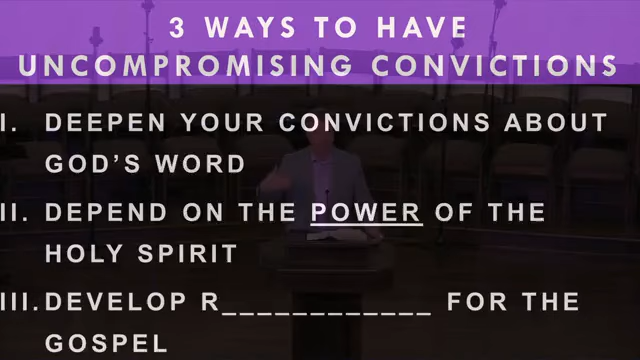 3 WAYS TO HAVE
UNCOMPROMISING CONVICTIONS
I. DEEPEN YOUR CONVICTIONS ABOUT
GOD'S WORD
II. DEPEND ON THE POWER OF THE
HOLY SPIRIT
III. DEVELOP R____________ FOR THE
GOSPEL